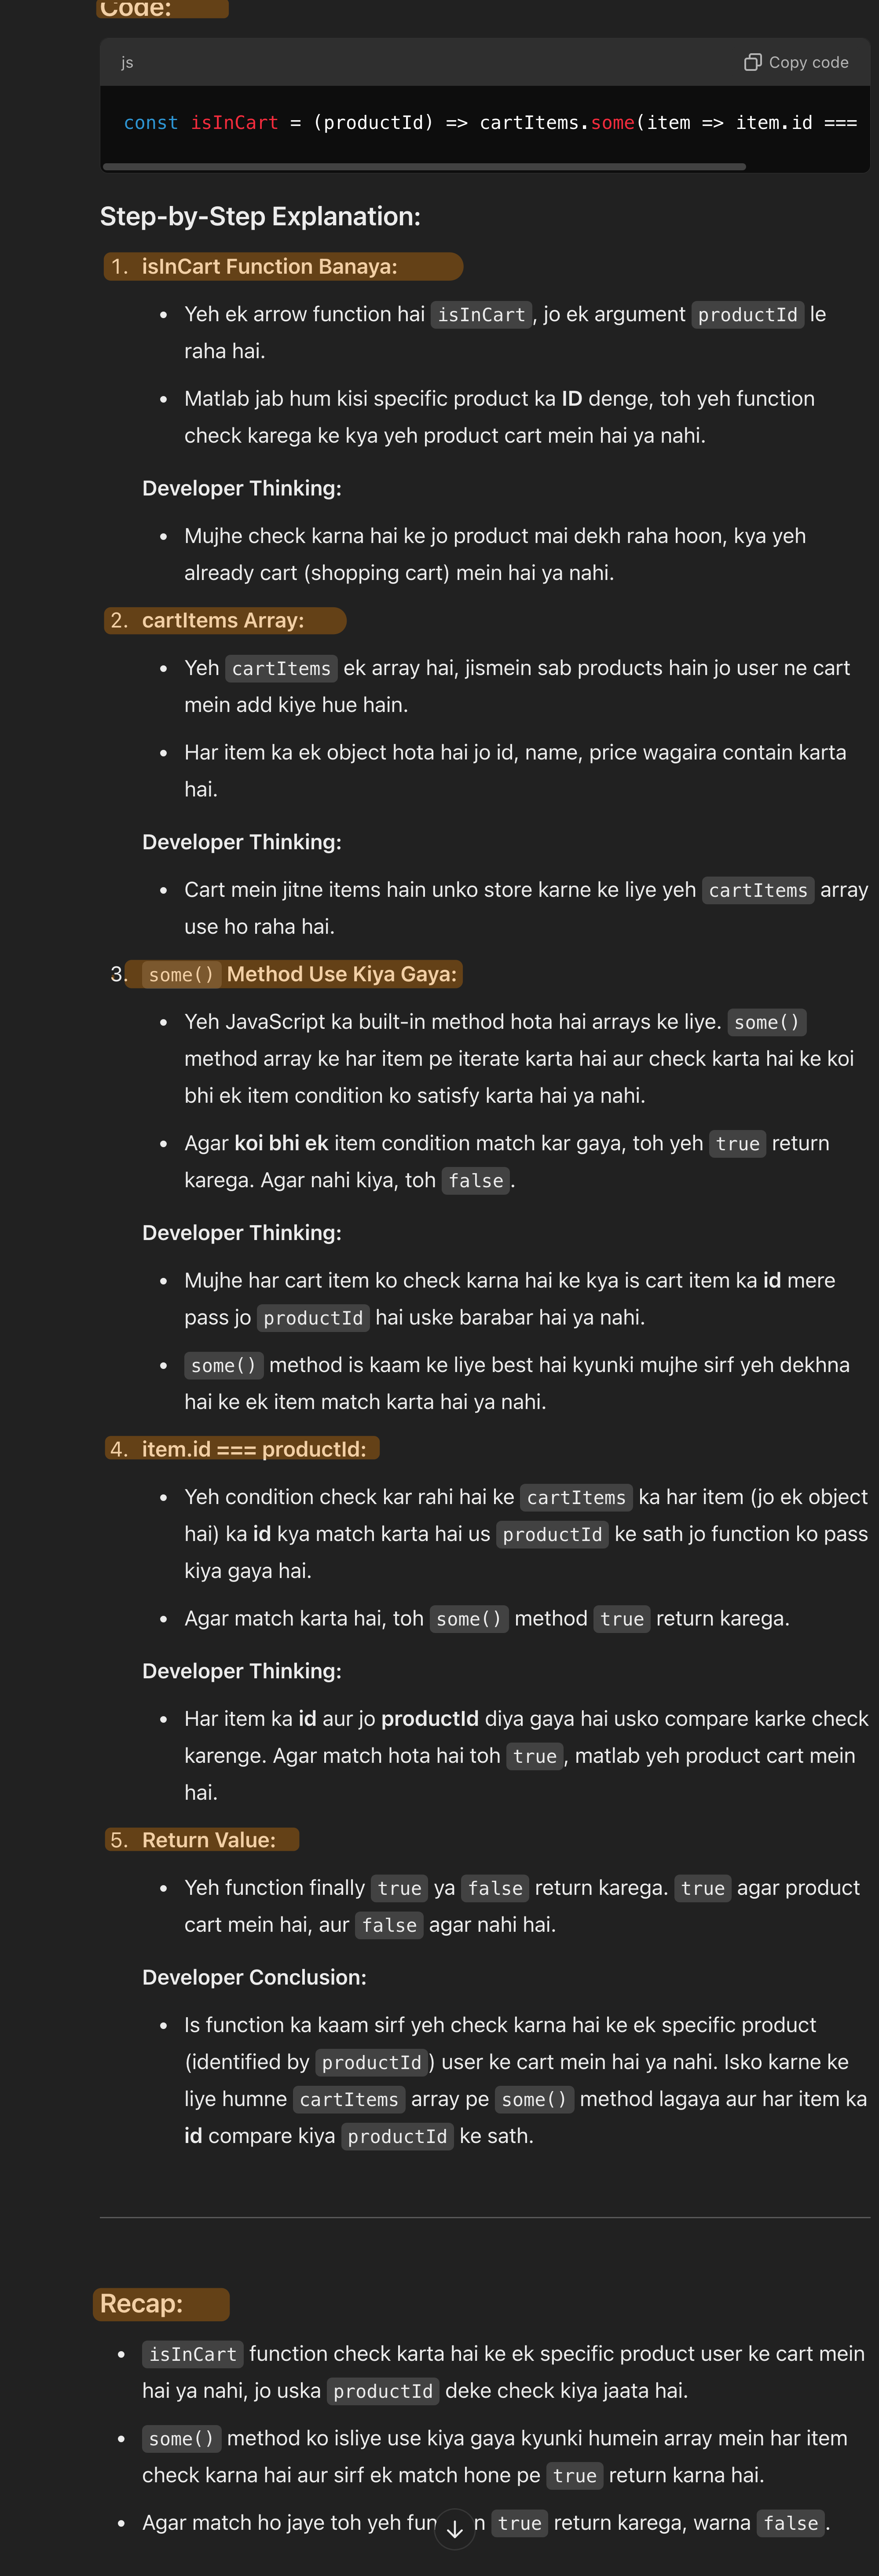 Code:
js
Copy code
const isInCart = (productId) => cartItems.some(item => item.id ===
Step-by-Step Explanation:
1. isInCart Function Banaya:
• Yeh ek arrow function hai isInCart, jo ek argument productId le
raha hai.
• Matlab jab hum kisi specific product ka ID denge, toh yeh function
check karega ke kya yeh product cart mein hai ya nahi.
Developer Thinking:
• Mujhe check karna hai ke jo product mai dekh raha hoon, kya yeh
already cart (shopping cart) mein hai ya nahi.
2. cartItems Array:
• Yeh cartItems ek array hai, jismein sab products hain jo user ne cart
mein add kiye hue hain.
• Har item ka ek object hota hai jo id, name, price wagaira contain karta
hai.
Developer Thinking:
• Cart mein jitne items hain unko store karne ke liye yeh cartItems array
use ho raha hai.
3. some() Method Use Kiya Gaya:
• Yeh JavaScript ka built-in method hota hai arrays ke liye. some()
method array ke har item pe iterate karta hai aur check karta hai ke koi
bhi ek item condition ko satisfy karta hai ya nahi.
• Agar koi bhi ek item condition match kar gaya, toh yeh true return
karega. Agar nahi kiya, toh false.
Developer Thinking:
• Mujhe har cart item ko check karna hai ke kya is cart item ka id mere
pass jo productId hai uske barabar hai ya nahi.
• some() method is kaam ke liye best hai kyunki mujhe sirf yeh dekhna
hai ke ek item match karta hai ya nahi.
4. item.id === productId:
• Yeh condition check kar rahi hai ke cartItems ka har item (jo ek object
hai) ka id kya match karta hai us productId ke sath jo function ko pass
kiya gaya hai.
• Agar match karta hai, toh some() method true return karega.
Developer Thinking:
• Har item ka id aur jo productId diya gaya hai usko compare karke check
karenge. Agar match hota hai toh true, matlab yeh product cart mein
hai.
5. Return Value:
• Yeh function finally true ya false return karega. true agar product
cart mein hai, aur false agar nahi hai.
Developer Conclusion:
• Is function ka kaam sirf yeh check karna hai ke ek specific product
(identified by productId) user ke cart mein hai ya nahi. Isko karne ke
liye humne cartItems array pe some() method lagaya aur har item ka
id compare kiya productId ke sath.
Recap:
• isInCart function check karta hai ke ek specific product user ke cart mein
hai ya nahi, jo uska productId deke check kiya jaata hai.
• some() method ko isliye use kiya gaya kyunki humein array mein har item
check karna hai aur sirf ek match hone pe true return karna hai.
• Agar match ho jaye toh yeh true return karega, warna false.